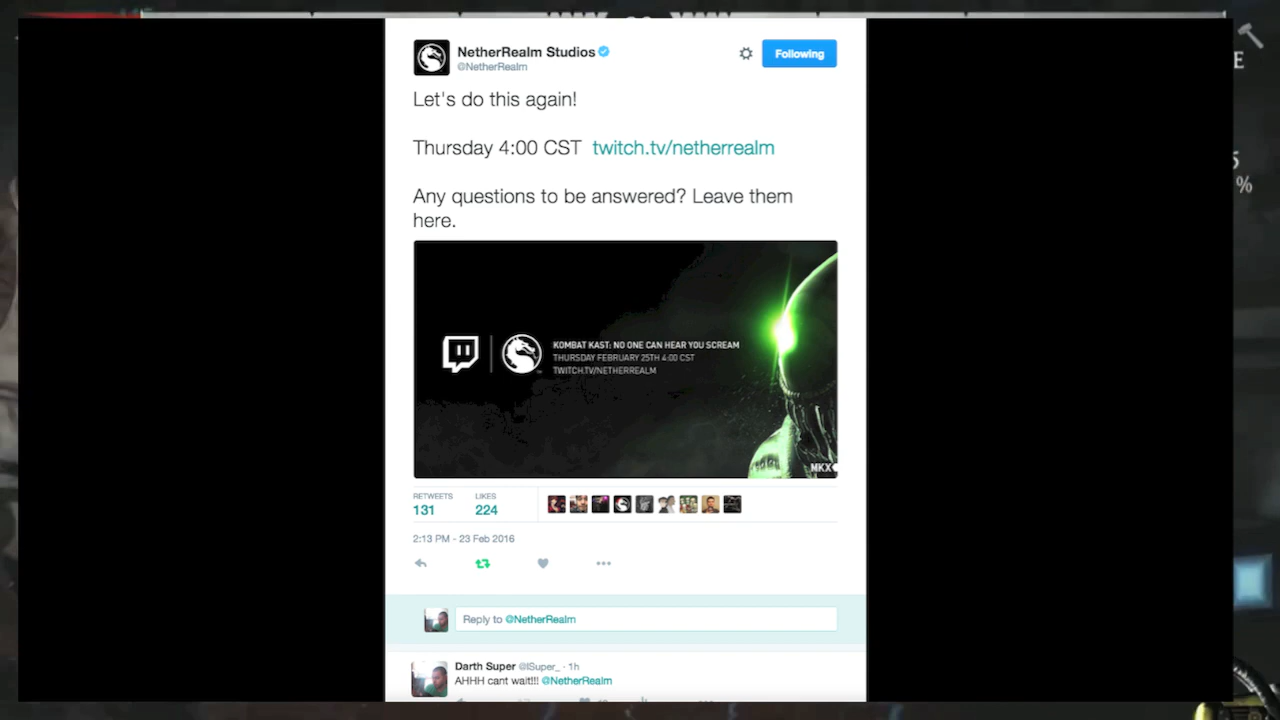 NetherRealm Studios
@NetherRealm
Following
Let's do this again!
Thursday 4:00 CST twitch.tv/netherrealm
Any questions to be answered? Leave them
here.
KOMBAT KAST: NO ONE CAN HEAR YOU SCREAM
THURSDAY FEBRUARY 25TH 4:00 CST
TWITCH.TV/NETHERREALM
MKX
RETWEETS LIKES
131 224
2:13 PM - 23 Feb 2016
Reply to @NetherRealm
Darth Super @ISuper_ · 1h
AHHH cant wait!!! @NetherRealm
E
5
%